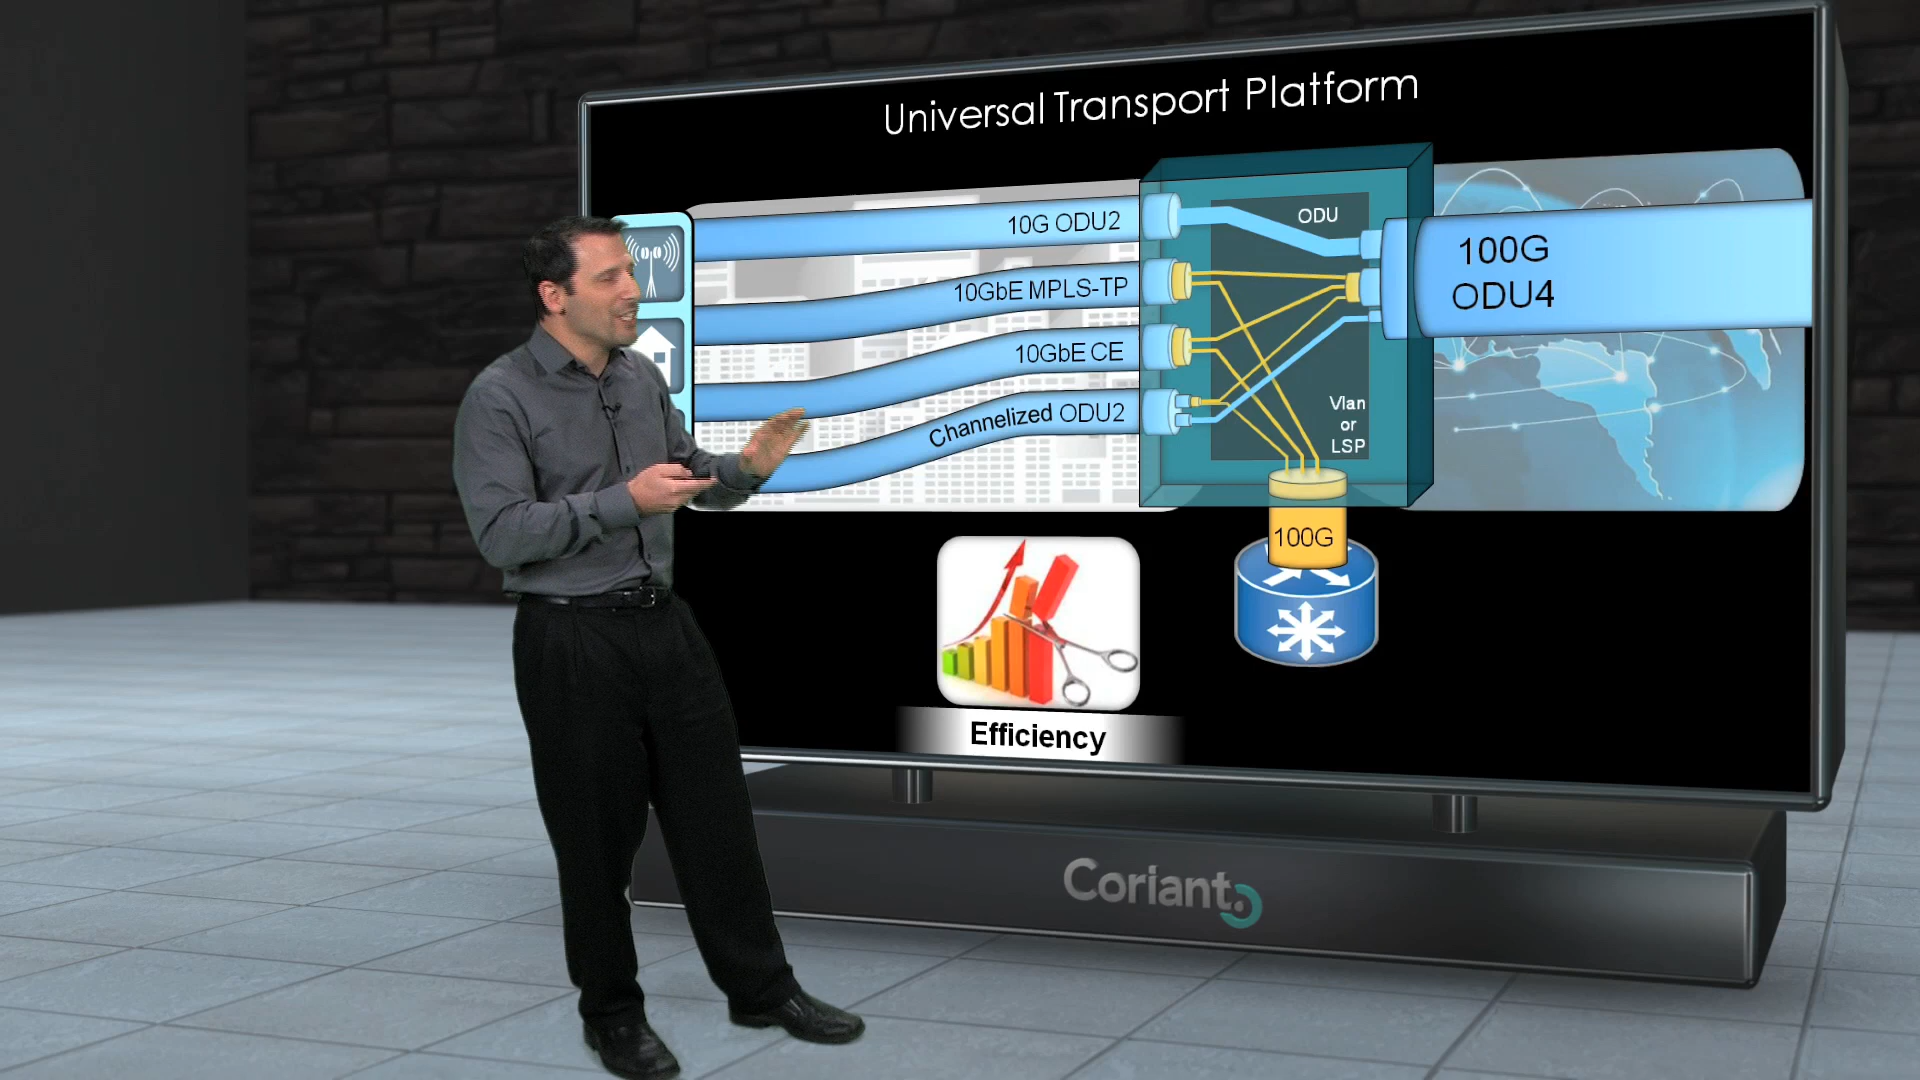 Universal Transport Platform
10G ODU2
ODU
100G
ODU4
10GbE MPLS-TP
10GbE CE
Channelized ODU2
Vlan
or
LSP
100G
Efficiency
Coriant